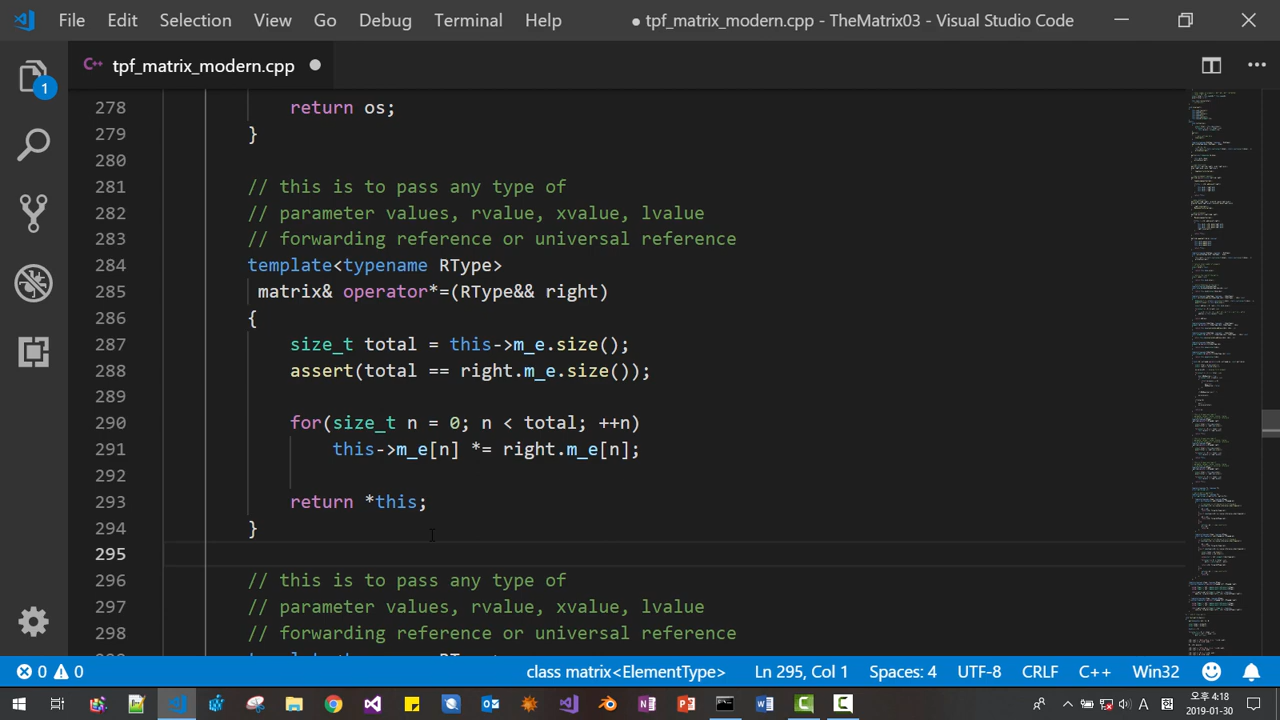 File Edit Selection View Go Debug Terminal Help ● tpf_matrix_modern.cpp - TheMatrix03 - Visual Studio Code
1
C++ tpf_matrix_modern.cpp
278 return os;
279 }
280
281 // this is to pass any type of
282 // parameter values, rvalue, xvalue, lvalue
283 // forwarding reference or universal reference
284 template<typename RType>
285 matrix& operator*=(RType&& right)
286 {
287 size_t total = this->m_e.size();
288 assert(total == right.m_e.size());
289
290 for(size_t n = 0; n < total; ++n)
291 this->m_e[n] *= right.m_e[n];
292
293 return *this;
294 }
295
296 // this is to pass any type of
297 // parameter values, rvalue, xvalue, lvalue
298 // forwarding reference or universal reference
0 0 class matrix<ElementType> Ln 295, Col 1 Spaces: 4 UTF-8 CRLF C++ Win32
A 오후 4:18
2019-01-30